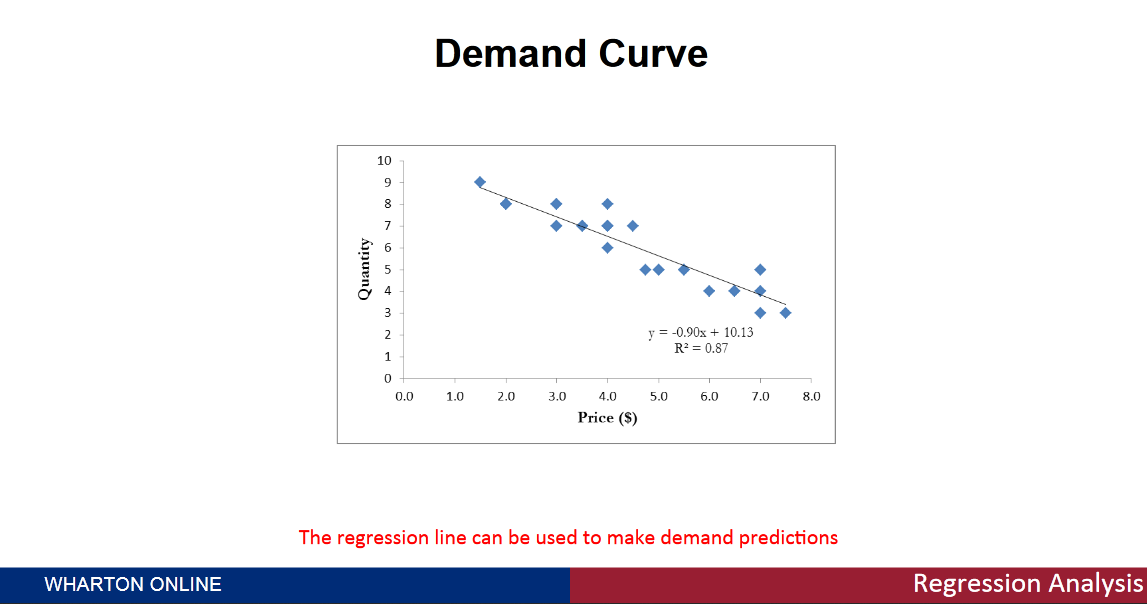 Demand Curve
10
9
8
7
6
5
4
3
2
1
0
Quantity
y = -0.90x + 10.13
R² = 0.87
0.0 1.0 2.0 3.0 4.0 5.0 6.0 7.0 8.0
Price ($)
The regression line can be used to make demand predictions
WHARTON ONLINE
Regression Analysis